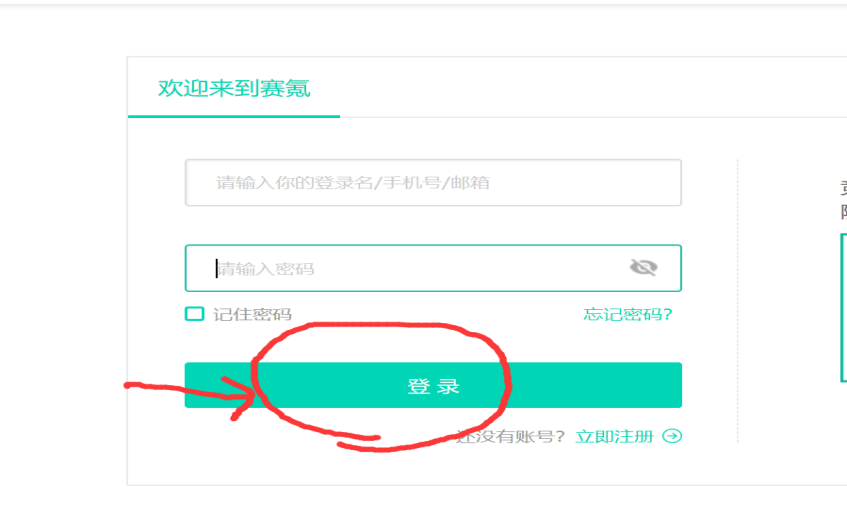 欢迎来到赛氪
请输入你的登录名/手机号/邮箱
请输入密码
记住密码
忘记密码?
登录
还没有账号? 立即注册